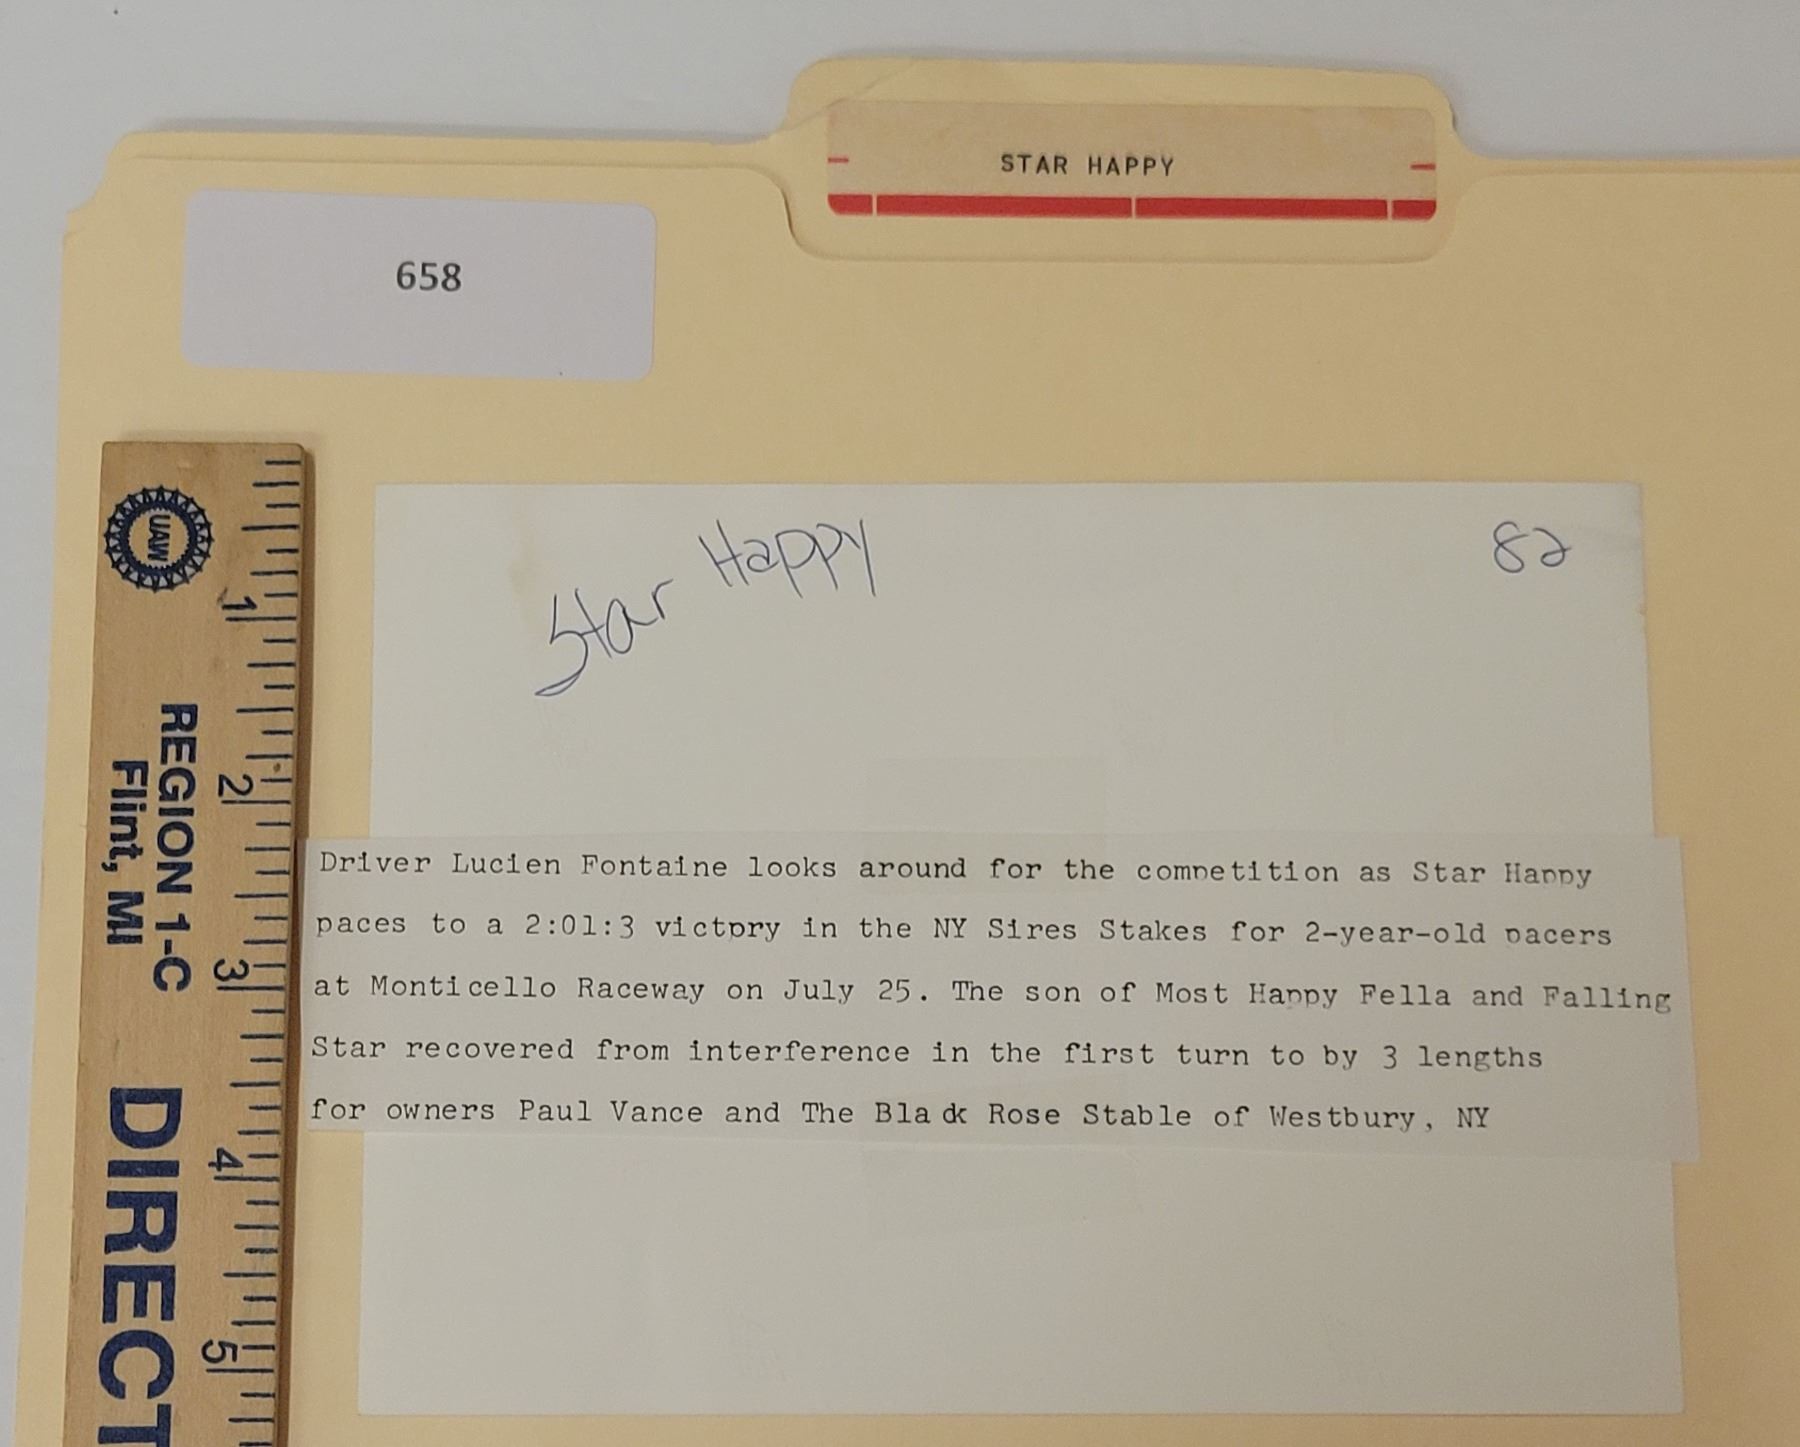 STAR HAPPY
658
Star Happy
82
Driver Lucien Fontaine looks around for the competition as Star Happy
paces to a 2:01:3 victpry in the NY Sires Stakes for 2-year-old pacers
at Monticello Raceway on July 25. The son of Most Happy Fella and Falling
Star recovered from interference in the first turn to by 3 lengths
for owners Paul Vance and The Black Rose Stable of Westbury, NY
UAW
REGION 1-C
Flint, MI
DIRECT
1
2
3
4
5